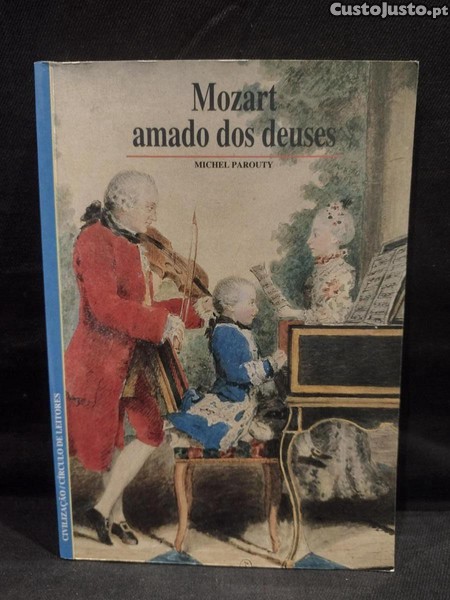 CustoJusto.pt
Mozart
amado dos deuses
MICHEL PAROUTY
CIVILIZAÇÃO / CÍRCULO DE LEITORES